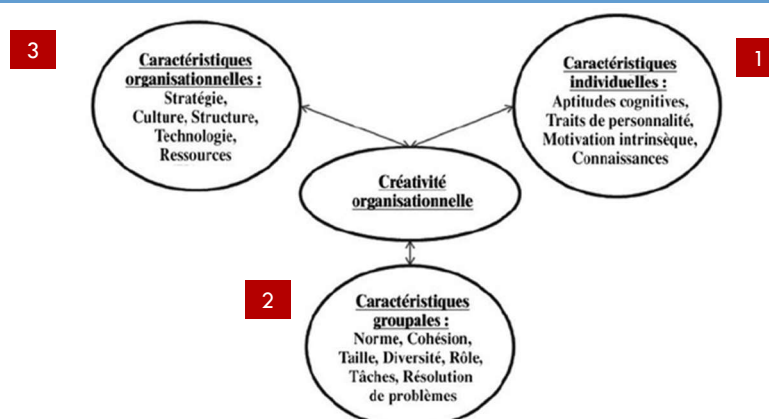 3
Caractéristiques
organisationnelles :
Stratégie,
Culture, Structure,
Technologie,
Ressources
1
Caractéristiques
individuelles :
Aptitudes cognitives,
Traits de personnalité,
Motivation intrinsèque,
Connaissances
Créativité
organisationnelle
2
Caractéristiques
groupales :
Norme, Cohésion,
Taille, Diversité, Rôle,
Tâches, Résolution
de problèmes